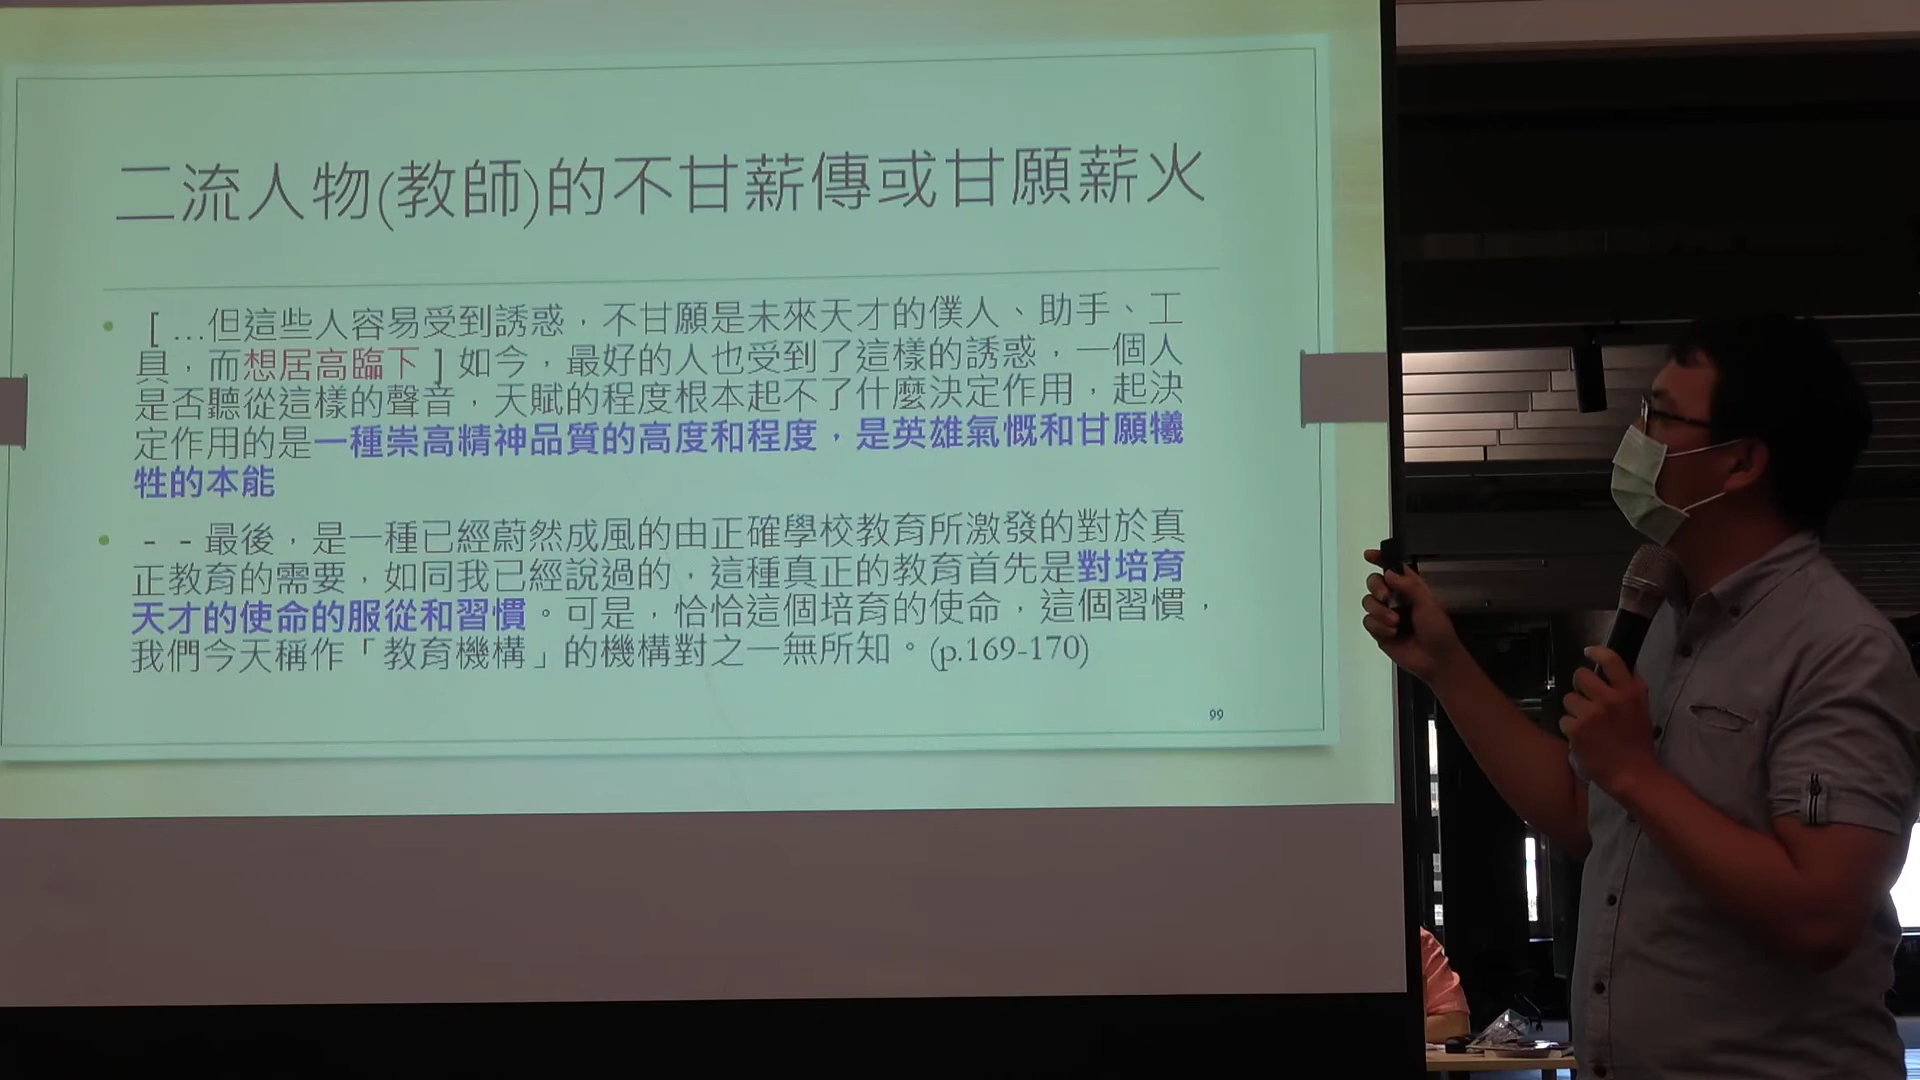 二流人物(教師)的不甘薪傳或甘願薪火
• [ …但這些人容易受到誘惑，不甘願是未來天才的僕人、助手、工
具，而想居高臨下 ] 如今，最好的人也受到了這樣的誘惑，一個人
是否聽從這樣的聲音，天賦的程度根本起不了什麼決定作用，起決
定作用的是一種崇高精神品質的高度和程度，是英雄氣慨和甘願犧
牲的本能
• - - 最後，是一種已經蔚然成風的由正確學校教育所激發的對於真
正教育的需要，如同我已經說過的，這種真正的教育首先是對培育
天才的使命的服從和習慣。可是，恰恰這個培育的使命，這個習慣，
我們今天稱作「教育機構」的機構對之一無所知。(p.169-170)
99